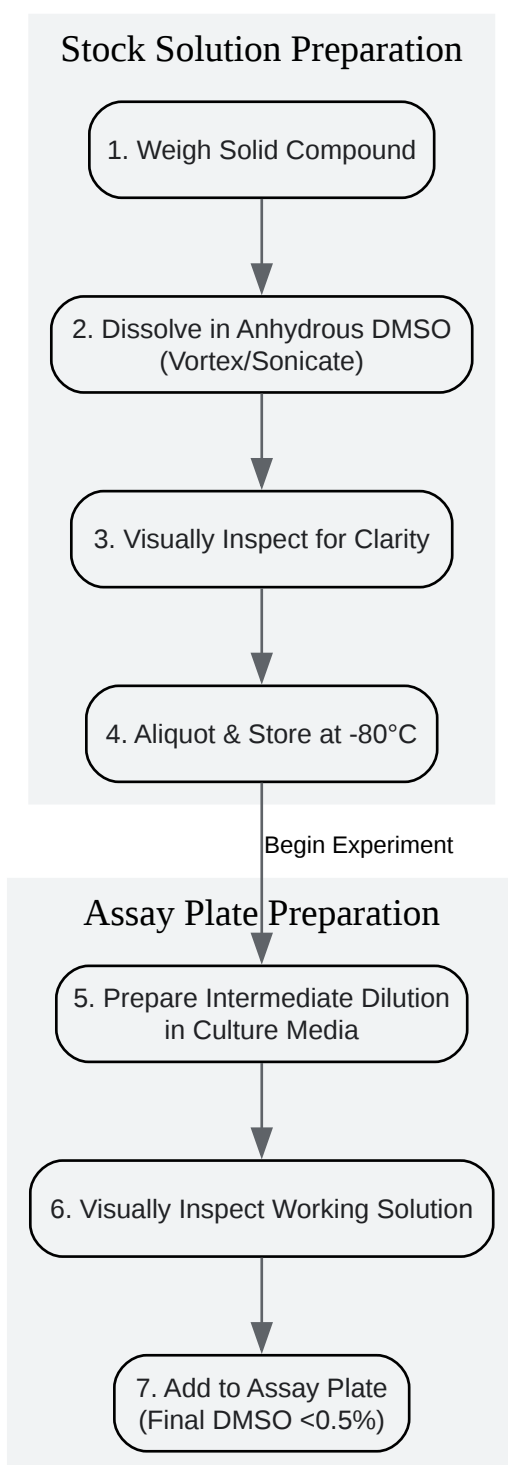 Stock Solution Preparation
1. Weigh Solid Compound
2. Dissolve in Anhydrous DMSO
(Vortex/Sonicate)
3. Visually Inspect for Clarity
4. Aliquot & Store at -80°C
Begin Experiment
Assay Plate Preparation
5. Prepare Intermediate Dilution
in Culture Media
6. Visually Inspect Working Solution
7. Add to Assay Plate
(Final DMSO <0.5%)